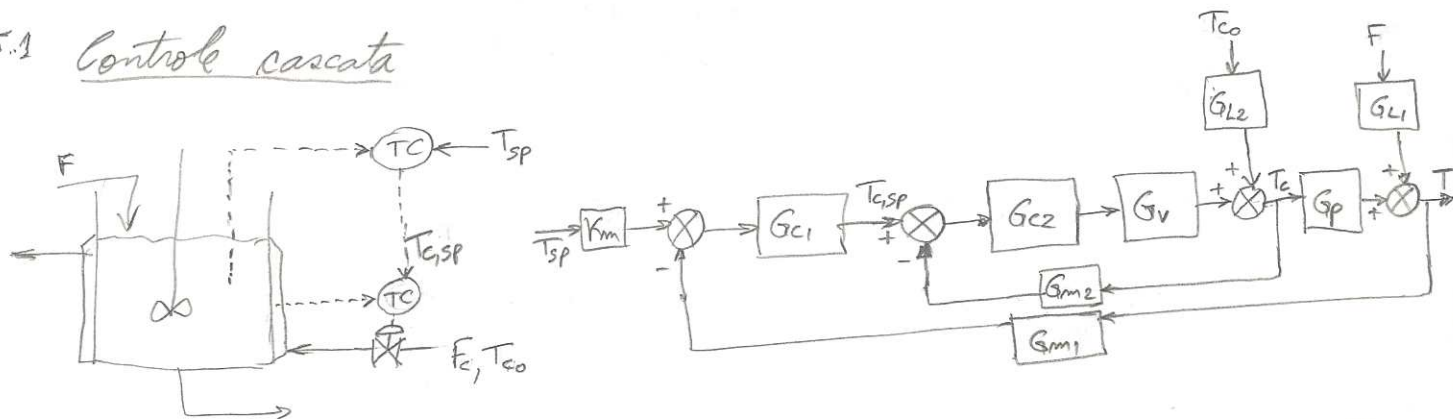 Controle cascata
F
TC
Tsp
Tc,sp
TC
Fc, Tco
Tco
F
GL2
GL1
Tsp
Km
+
-
Gc1
Tc,sp
+
-
Gc2
Gv
+
+
Tc
Gp
+
+
T
Gm2
Gm1